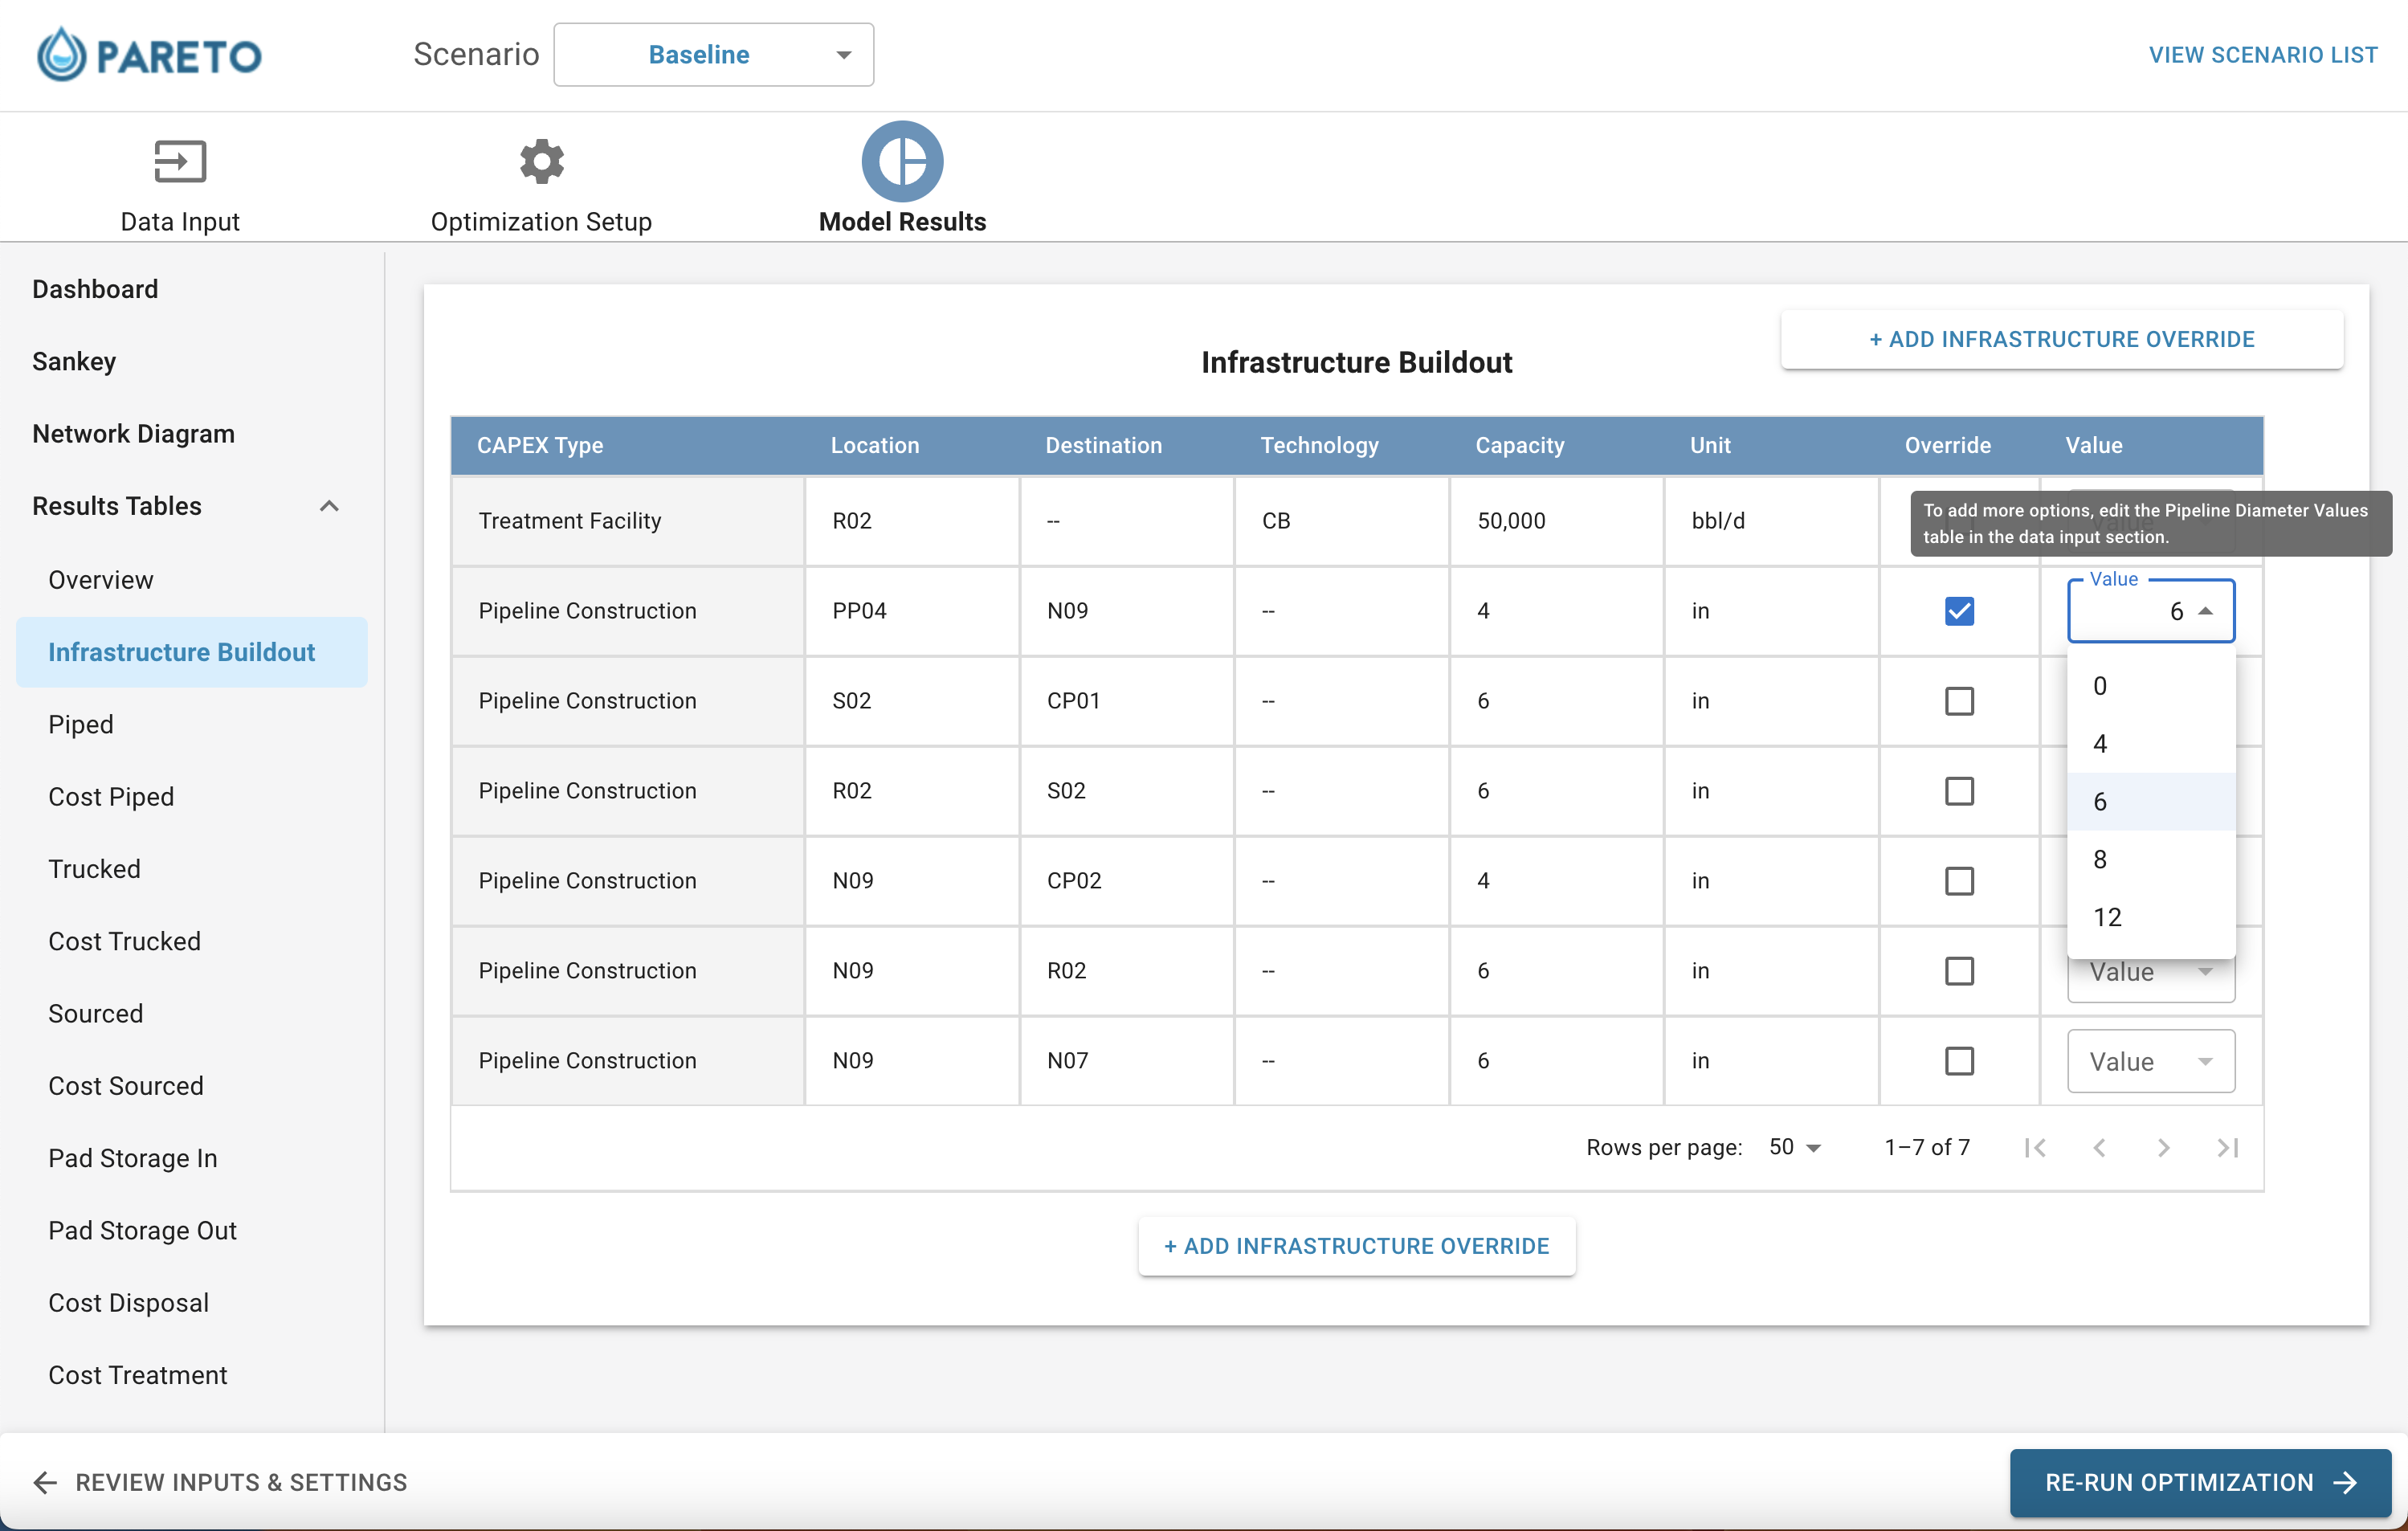 PARETO
Scenario
Baseline
VIEW SCENARIO LIST
Data Input
Optimization Setup
Model Results
Dashboard
Sankey
Network Diagram
Results Tables
Overview
Infrastructure Buildout
Piped
Cost Piped
Trucked
Cost Trucked
Sourced
Cost Sourced
Pad Storage In
Pad Storage Out
Cost Disposal
Cost Treatment
+ ADD INFRASTRUCTURE OVERRIDE
Infrastructure Buildout
CAPEX Type Location Destination Technology Capacity Unit Override Value
Treatment Facility R02 -- CB 50,000 bbl/d Value
To add more options, edit the Pipeline Diameter Values
table in the data input section.
Value
Pipeline Construction PP04 N09 -- 4 in 6
Pipeline Construction S02 CP01 -- 6 in
Pipeline Construction R02 S02 -- 6 in
Pipeline Construction N09 CP02 -- 4 in
Pipeline Construction N09 R02 -- 6 in Value
Pipeline Construction N09 N07 -- 6 in Value
0
4
6
8
12
Rows per page: 50 1–7 of 7
+ ADD INFRASTRUCTURE OVERRIDE
REVIEW INPUTS & SETTINGS
RE-RUN OPTIMIZATION